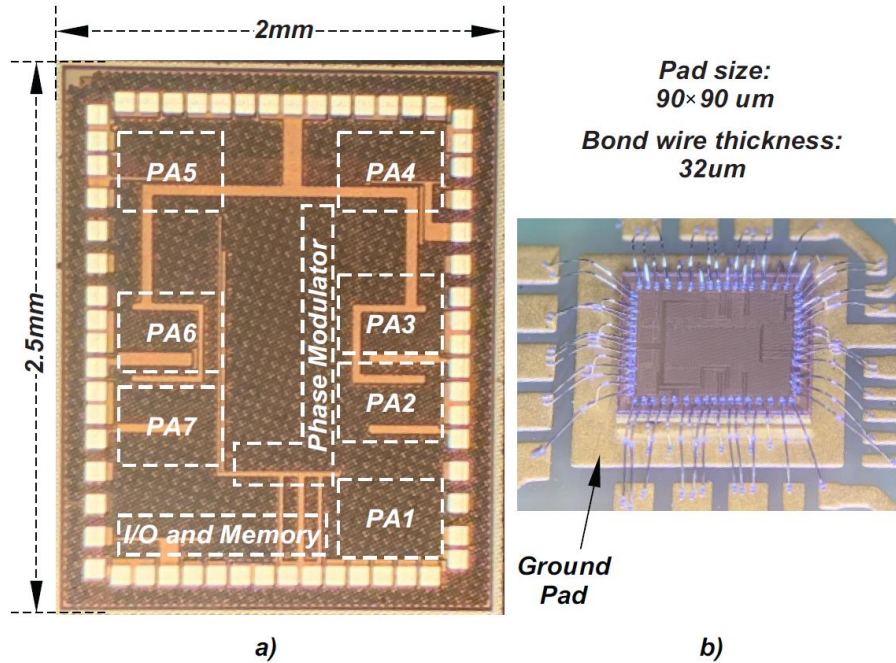 2mm
2.5mm
PA5
PA4
Phase Modulator
PA6
PA3
PA7
PA2
I/O and Memory
PA1
a)
Pad size:
90×90 um
Bond wire thickness:
32um
Ground
Pad
b)